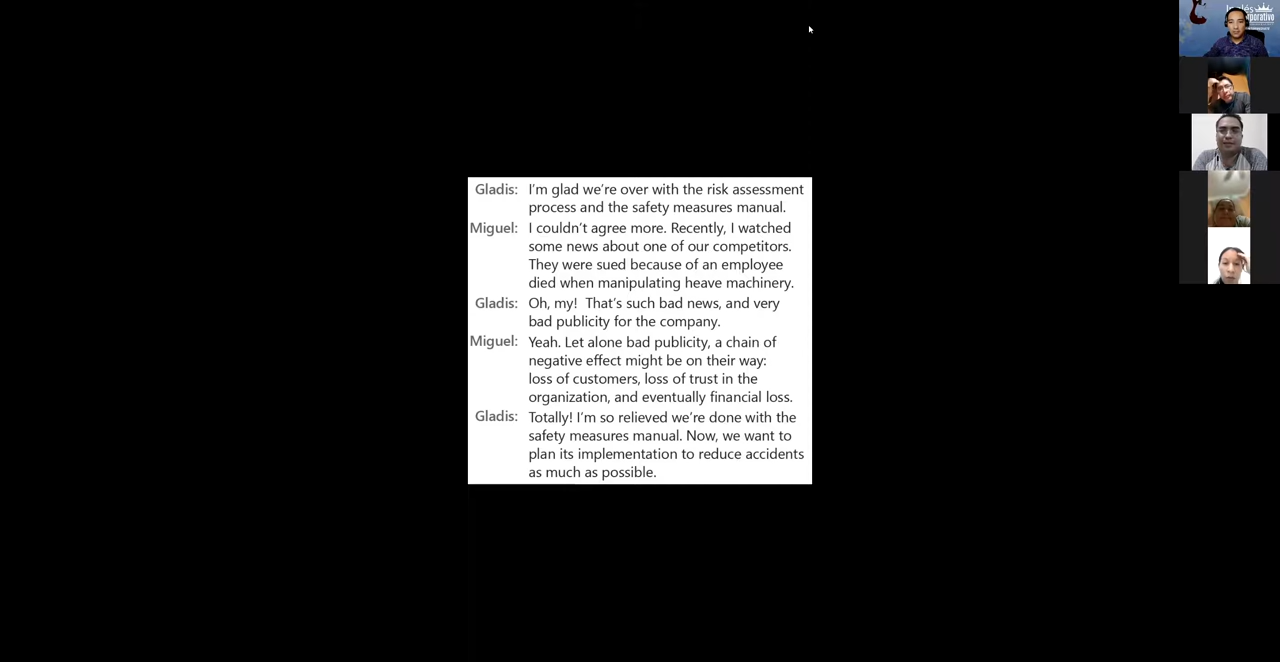 Gladis: I'm glad we're over with the risk assessment
process and the safety measures manual.
Miguel: I couldn't agree more. Recently, I watched
some news about one of our competitors.
They were sued because of an employee
died when manipulating heave machinery.
Gladis: Oh, my! That's such bad news, and very
bad publicity for the company.
Miguel: Yeah. Let alone bad publicity, a chain of
negative effect might be on their way:
loss of customers, loss of trust in the
organization, and eventually financial loss.
Gladis: Totally! I'm so relieved we're done with the
safety measures manual. Now, we want to
plan its implementation to reduce accidents
as much as possible.